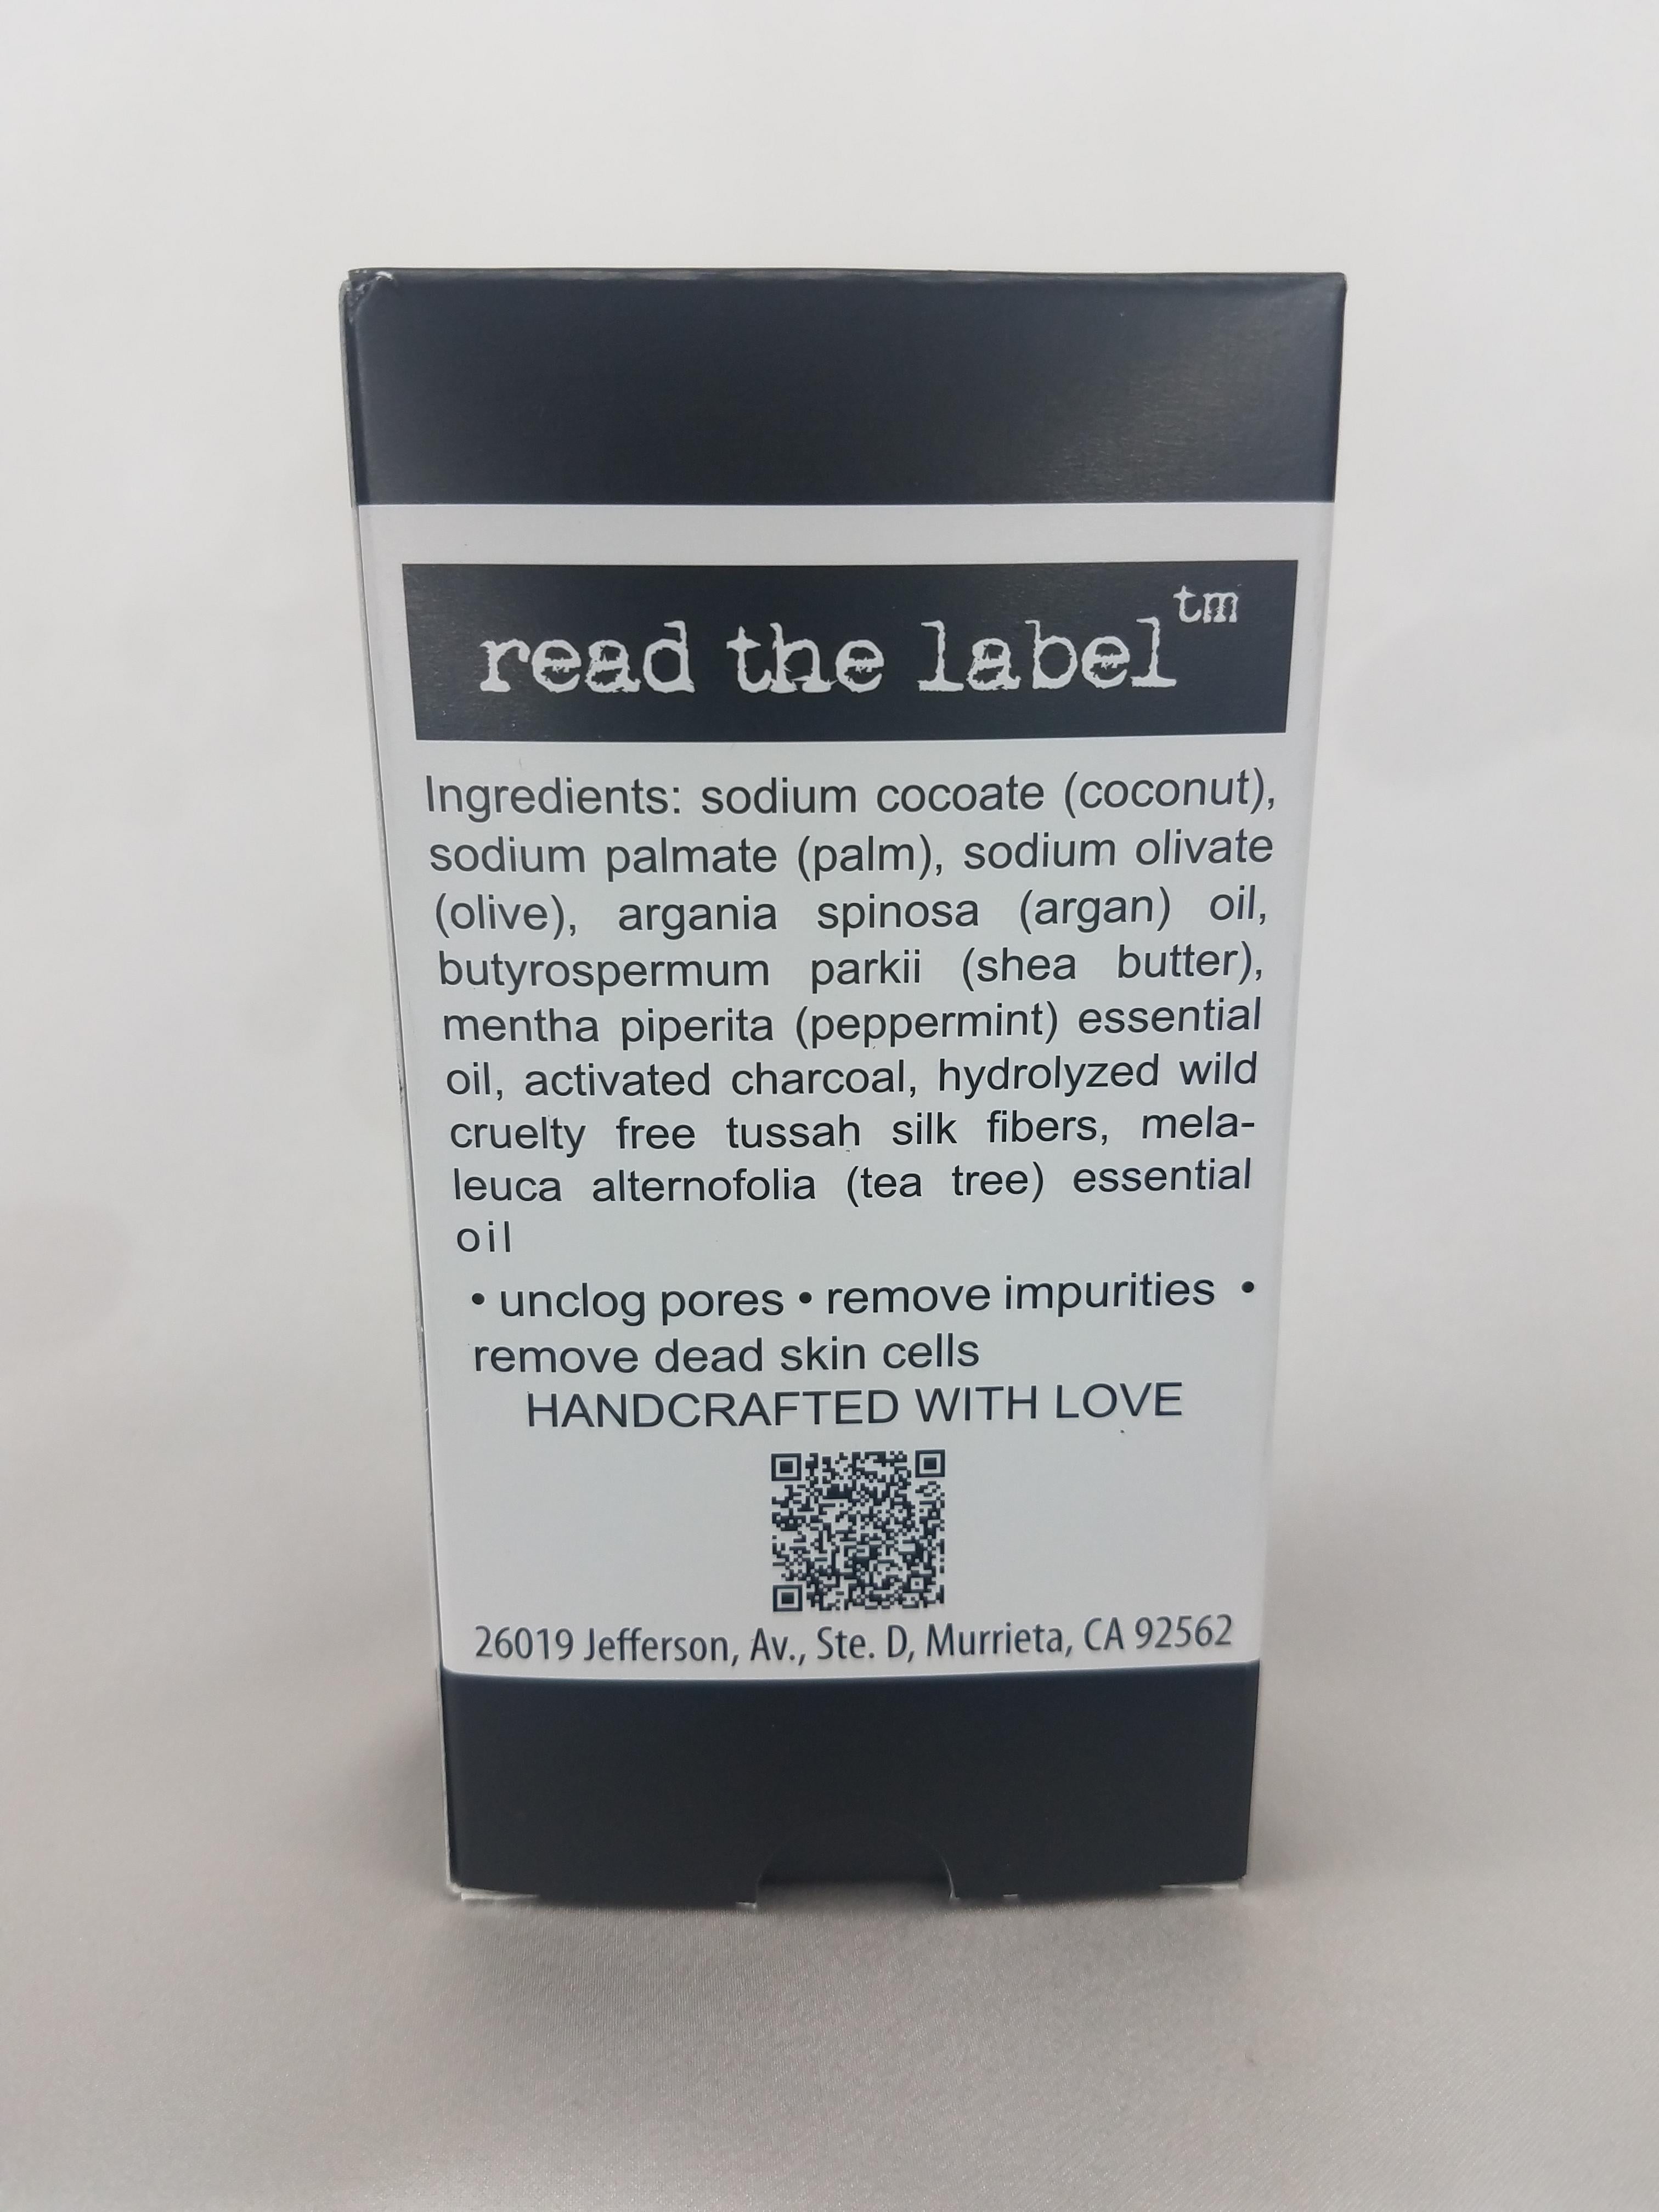 read the label tm
Ingredients: sodium cocoate (coconut),
sodium palmate (palm), sodium olivate
(olive), argania spinosa (argan) oil,
butyrospermum parkii (shea butter),
mentha piperita (peppermint) essential
oil, activated charcoal, hydrolyzed wild
cruelty free tussah silk fibers, mela-
leuca alternofolia (tea tree) essential
oil
• unclog pores • remove impurities •
remove dead skin cells
HANDCRAFTED WITH LOVE
26019 Jefferson, Av., Ste. D, Murrieta, CA 92562